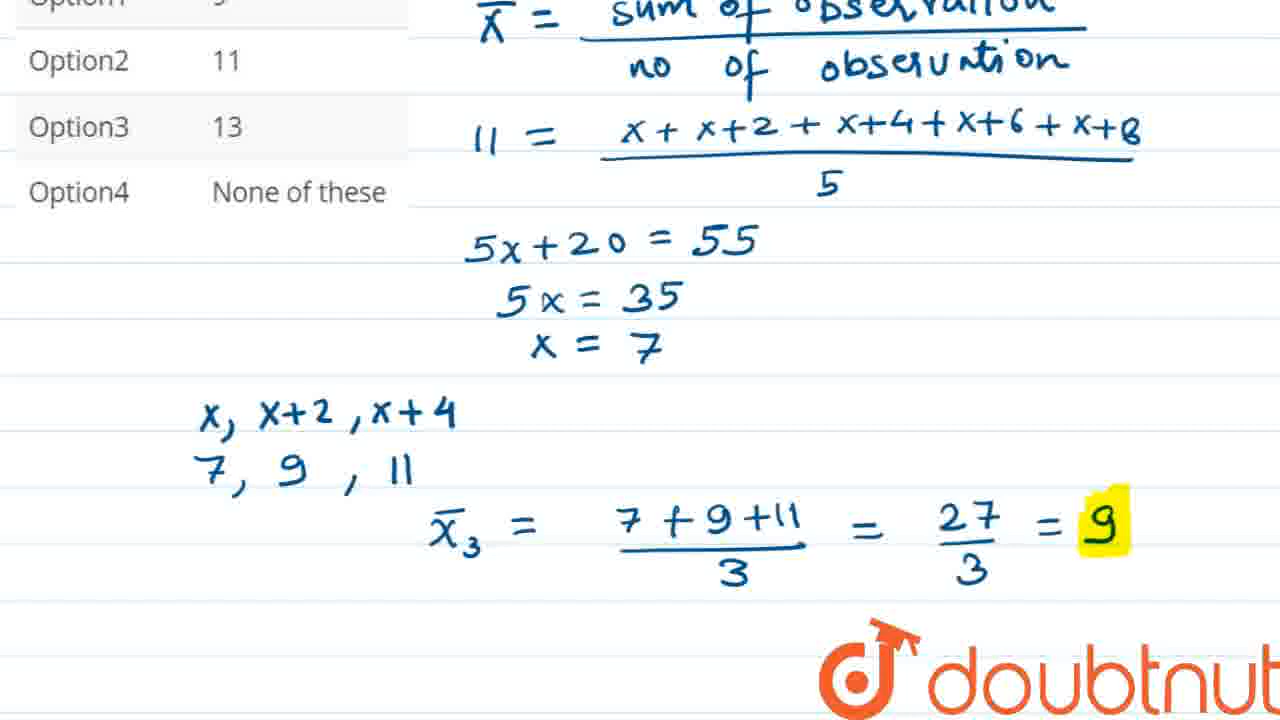 Option1 9
x̄ = sum of observation / no of observation
Option2 11
Option3 13
11 = x + x+2 + x+4 + x+6 + x+8 / 5
Option4 None of these
5x + 20 = 55
5x = 35
x = 7
x, x+2, x+4
7, 9, 11
x̄₃ = 7 + 9 + 11 / 3 = 27 / 3 = 9
doubtnut